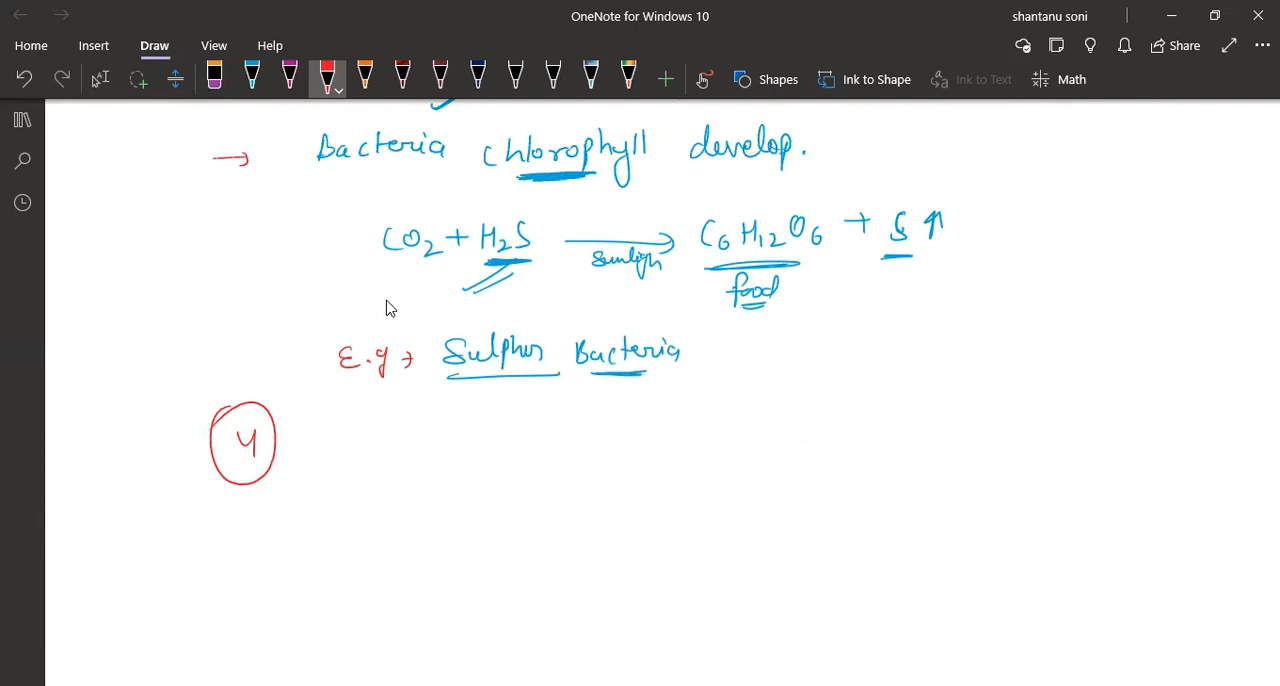 OneNote for Windows 10
shantanu soni
Home Insert Draw View Help
Share
Shapes Ink to Shape Ink to Text Math
→ Bacteria chlorophyll develop.
CO2 + H2S → C6H12O6 + S ↑
Sunligh
food
E.g → Sulphur Bacteria
4